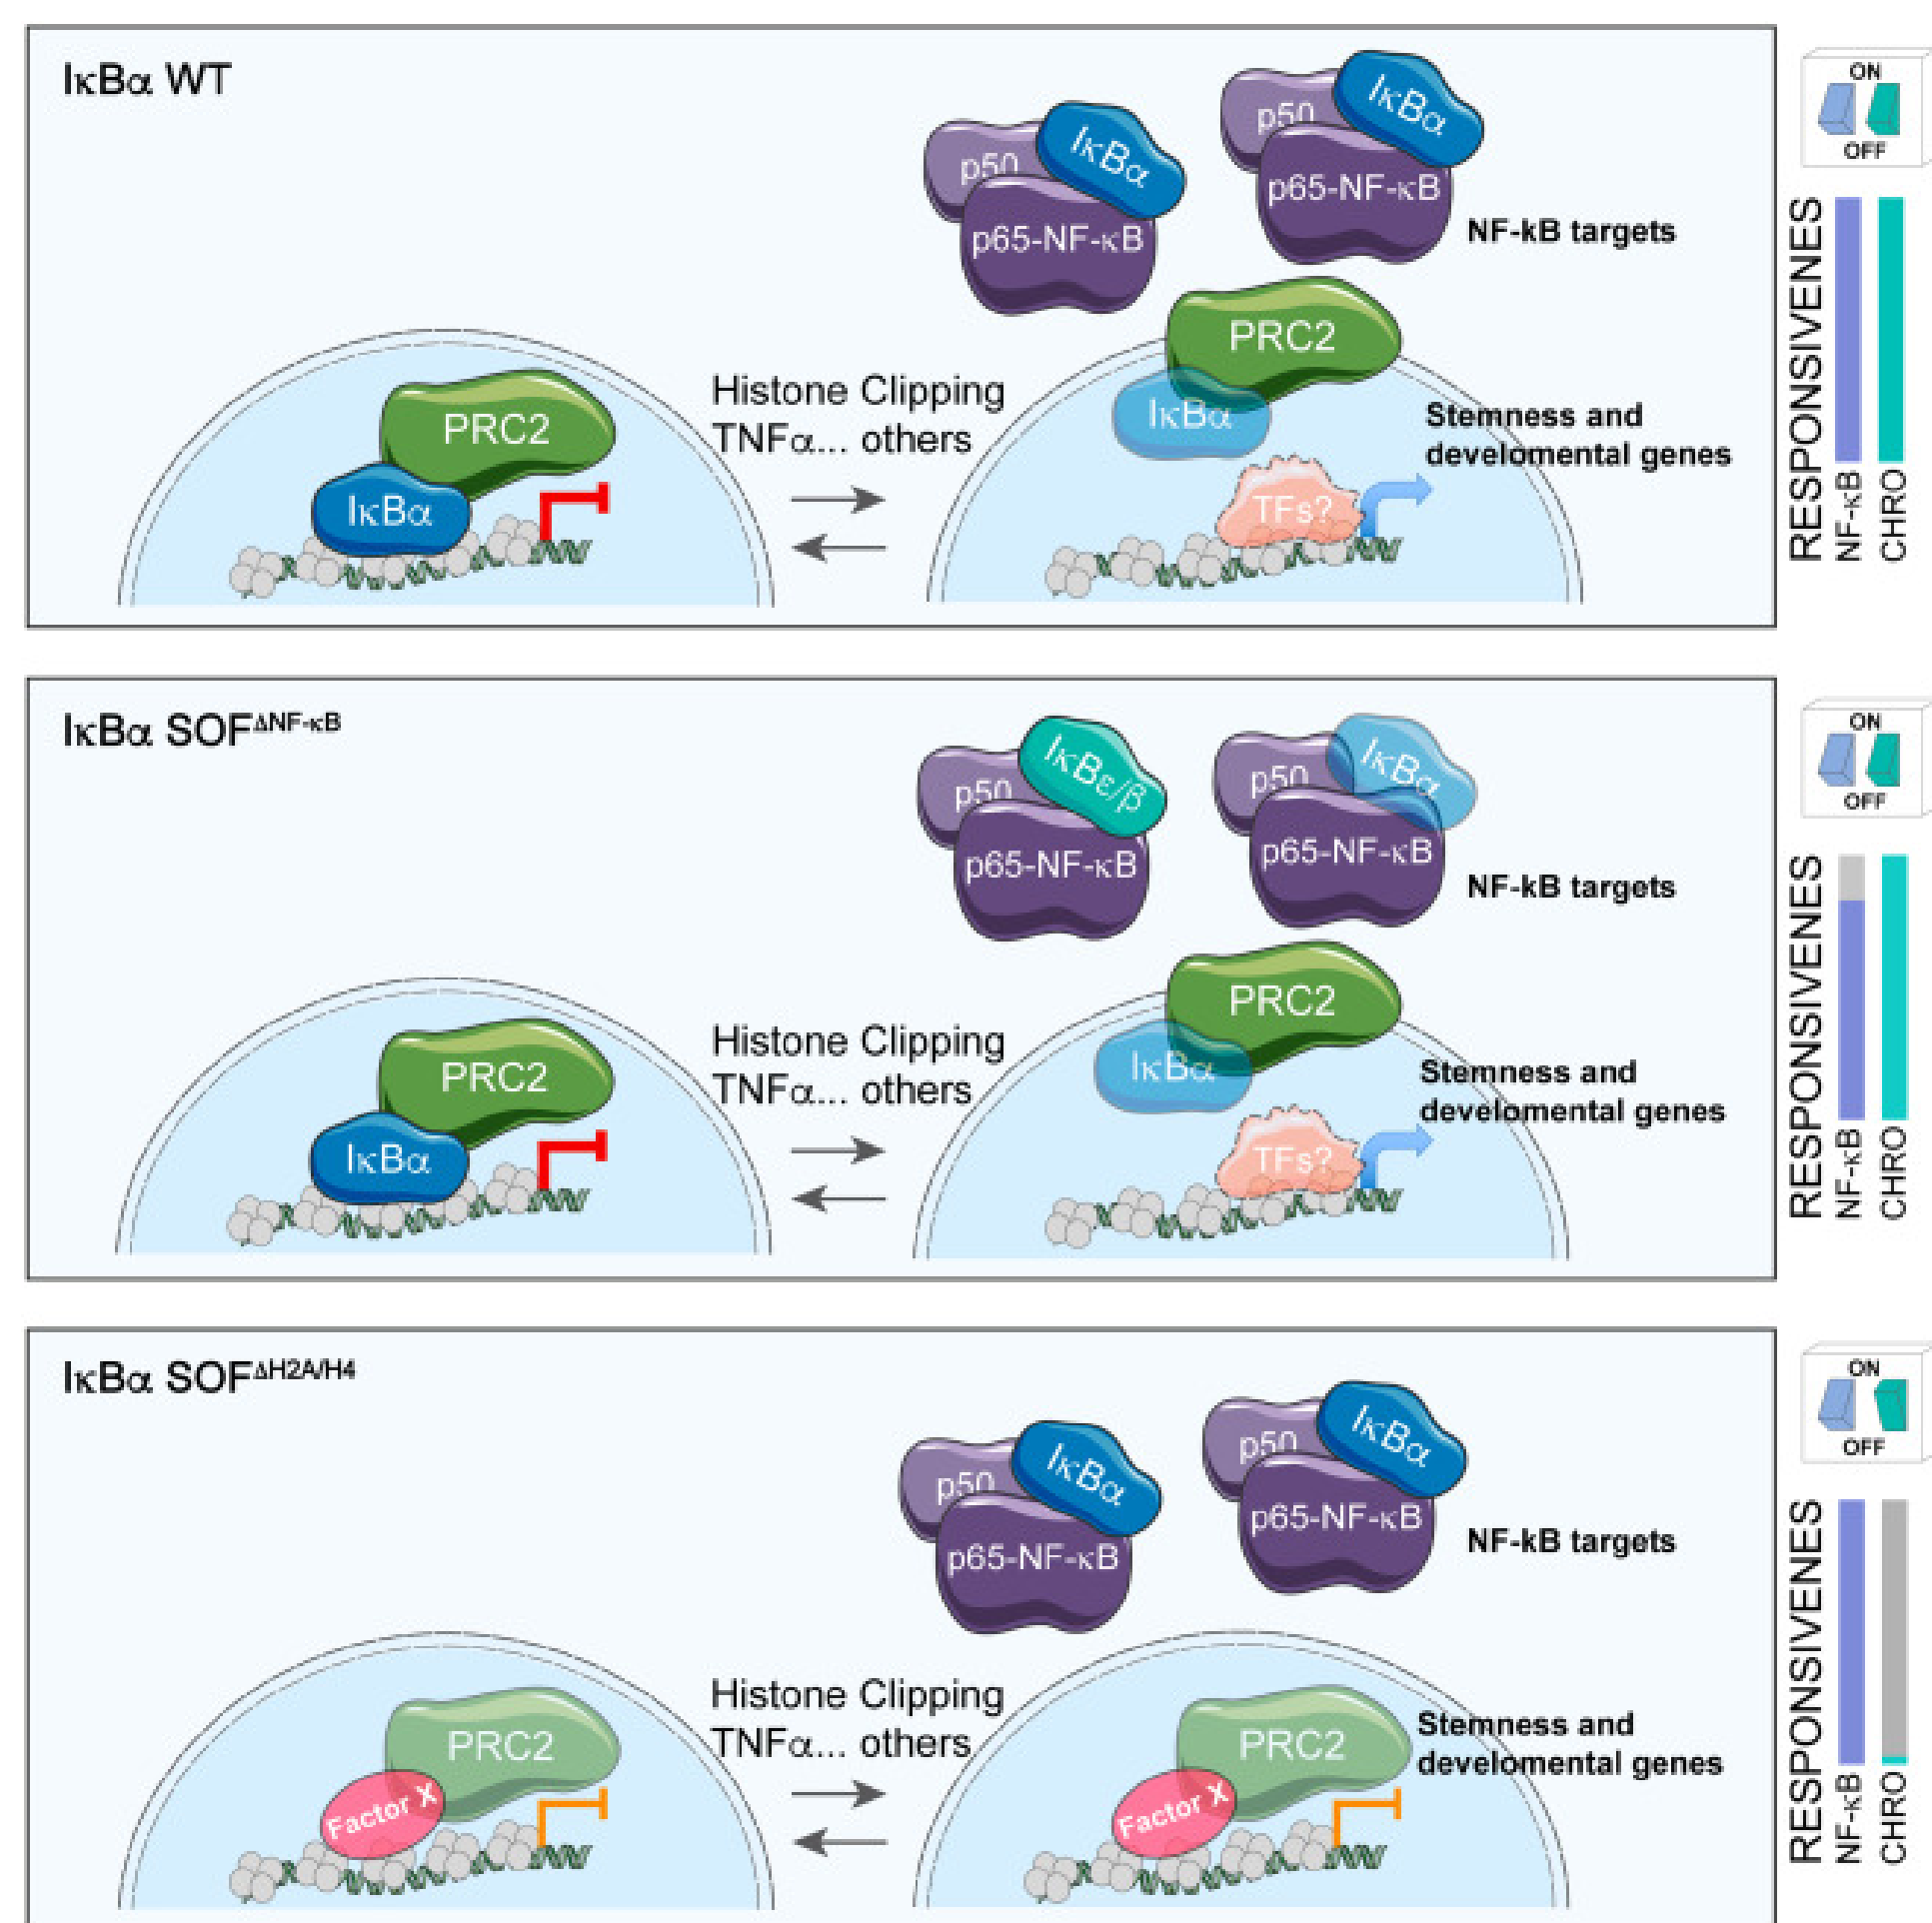 IκBα WT
p50
IκBα
p65-NF-κB
p50
IκBα
p65-NF-κB
NF-kB targets
PRC2
IκBα
Histone Clipping
TNFα... others
PRC2
IκBα
TFs?
Stemness and
develomental genes
ON
OFF
RESPONSIVENES
NF-κB
CHRO
IκBα SOFΔNF-κB
p50
IκBε/β
p65-NF-κB
p50
IκBα
p65-NF-κB
NF-kB targets
PRC2
IκBα
Histone Clipping
TNFα... others
PRC2
IκBα
TFs?
Stemness and
develomental genes
ON
OFF
RESPONSIVENES
NF-κB
CHRO
IκBα SOFΔH2A/H4
p50
IκBα
p65-NF-κB
p50
IκBα
p65-NF-κB
NF-kB targets
PRC2
Factor X
Histone Clipping
TNFα... others
PRC2
Factor X
Stemness and
develomental genes
ON
OFF
RESPONSIVENES
NF-κB
CHRO